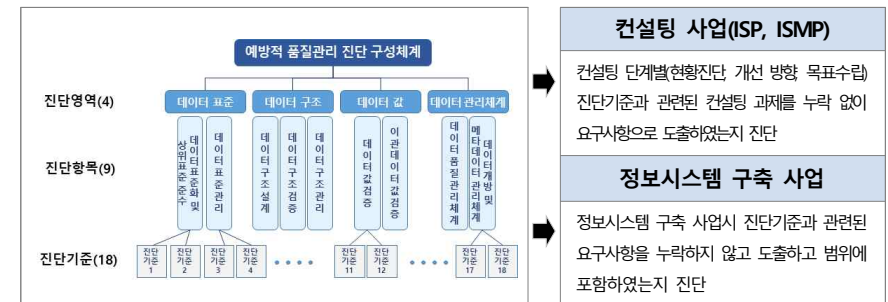 예방적 품질관리 진단 구성체계
진단영역(4)
데이터 표준
데이터 구조
데이터 값
데이터 관리체계
진단항목(9)
데이터 표준화 및
상위표준 준수
데이터 표준 관리
데이터 구조 설계
데이터 구조 검증
데이터 구조 관리
데이터 값 검증
이관 데이터 값 검증
데이터 품질 관리체계
데이터 개방 및
메타데이터 관리체계
진단기준(18)
진단
기준
1
진단
기준
2
진단
기준
3
진단
기준
4
• • • •
진단
기준
11
진단
기준
12
• • • •
진단
기준
17
진단
기준
18
컨설팅 사업(ISP, ISMP)
컨설팅 단계별(현황진단, 개선 방향, 목표수립)
진단기준과 관련된 컨설팅 과제를 누락 없이
요구사항으로 도출하였는지 진단
정보시스템 구축 사업
정보시스템 구축 사업시 진단기준과 관련된
요구사항을 누락하지 않고 도출하고 범위에
포함하였는지 진단